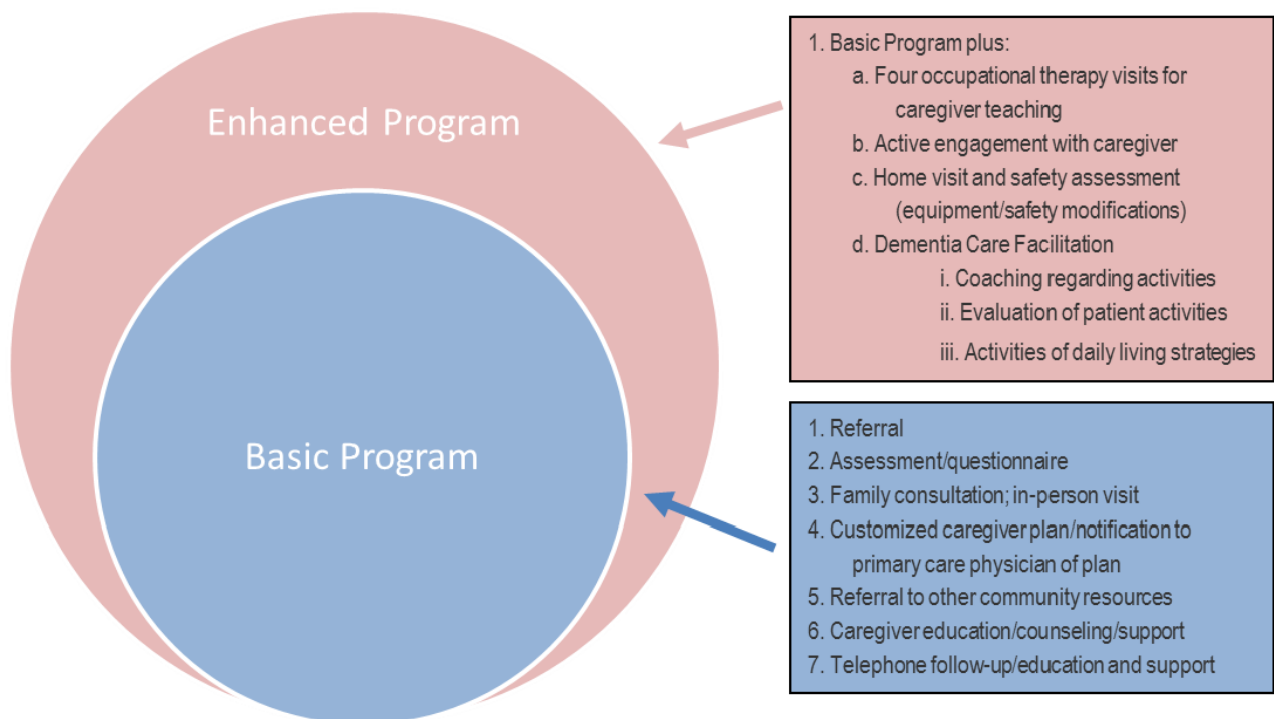 Enhanced Program
Basic Program
1. Basic Program plus:
a. Four occupational therapy visits for
caregiver teaching
b. Active engagement with caregiver
c. Home visit and safety assessment
(equipment/safety modifications)
d. Dementia Care Facilitation
i. Coaching regarding activities
ii. Evaluation of patient activities
iii. Activities of daily living strategies
1. Referral
2. Assessment/questionnaire
3. Family consultation; in-person visit
4. Customized caregiver plan/notification to
primary care physician of plan
5. Referral to other community resources
6. Caregiver education/counseling/support
7. Telephone follow-up/education and support